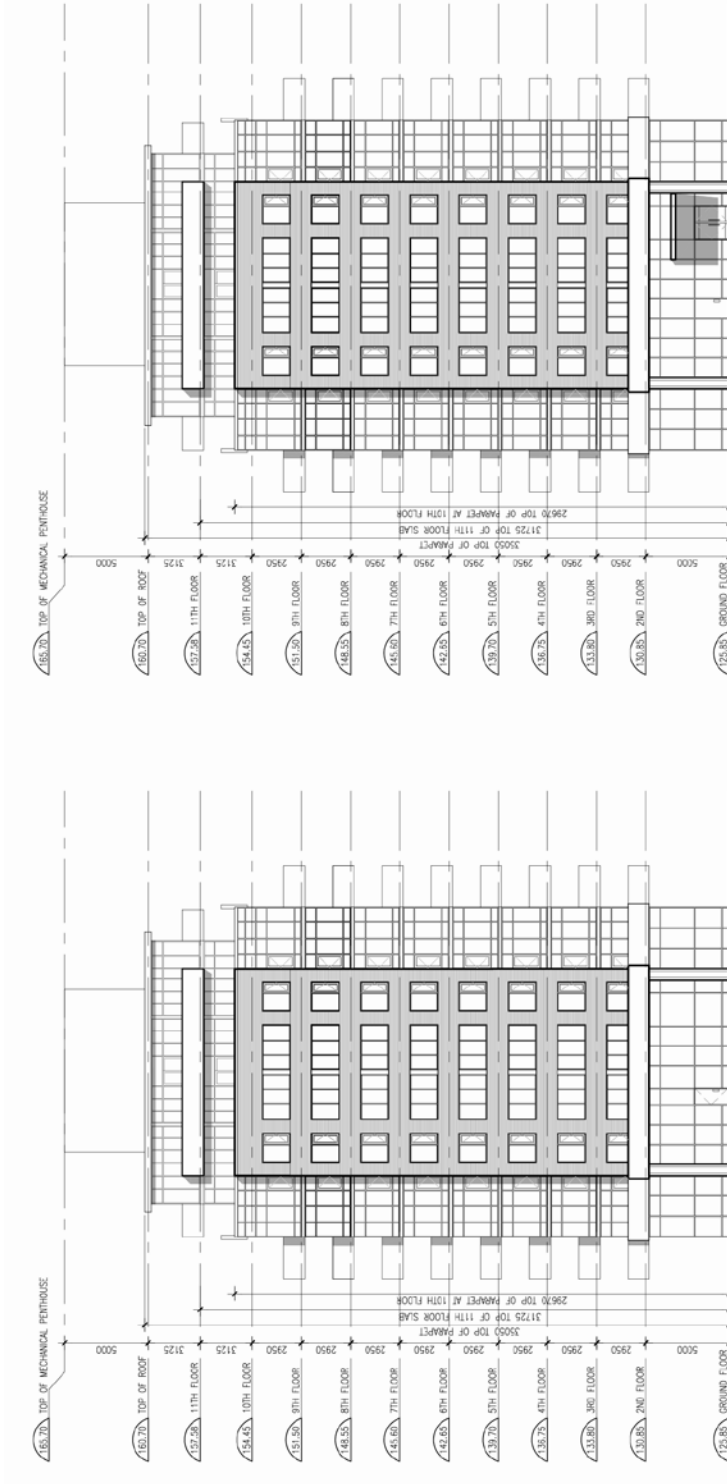 165.70 TOP OF MECHANICAL PENTHOUSE
5000
160.70 TOP OF ROOF
3125
157.58 11TH FLOOR
3125
154.45 10TH FLOOR
2950
151.50 9TH FLOOR
2950
148.55 8TH FLOOR
2950
145.60 7TH FLOOR
2950
142.65 6TH FLOOR
2950
139.70 5TH FLOOR
2950
136.75 4TH FLOOR
2950
133.80 3RD FLOOR
2950
130.85 2ND FLOOR
5000
125.85 GROUND FLOOR
35050 TOP OF PARAPET
31725 TOP OF 11TH FLOOR SLAB
29670 TOP OF PARAPET AT 10TH FLOOR
165.70 TOP OF MECHANICAL PENTHOUSE
5000
160.70 TOP OF ROOF
3125
157.58 11TH FLOOR
3125
154.45 10TH FLOOR
2950
151.50 9TH FLOOR
2950
148.55 8TH FLOOR
2950
145.60 7TH FLOOR
2950
142.65 6TH FLOOR
2950
139.70 5TH FLOOR
2950
136.75 4TH FLOOR
2950
133.80 3RD FLOOR
2950
130.85 2ND FLOOR
5000
125.85 GROUND FLOOR
35050 TOP OF PARAPET
31725 TOP OF 11TH FLOOR SLAB
29670 TOP OF PARAPET AT 10TH FLOOR